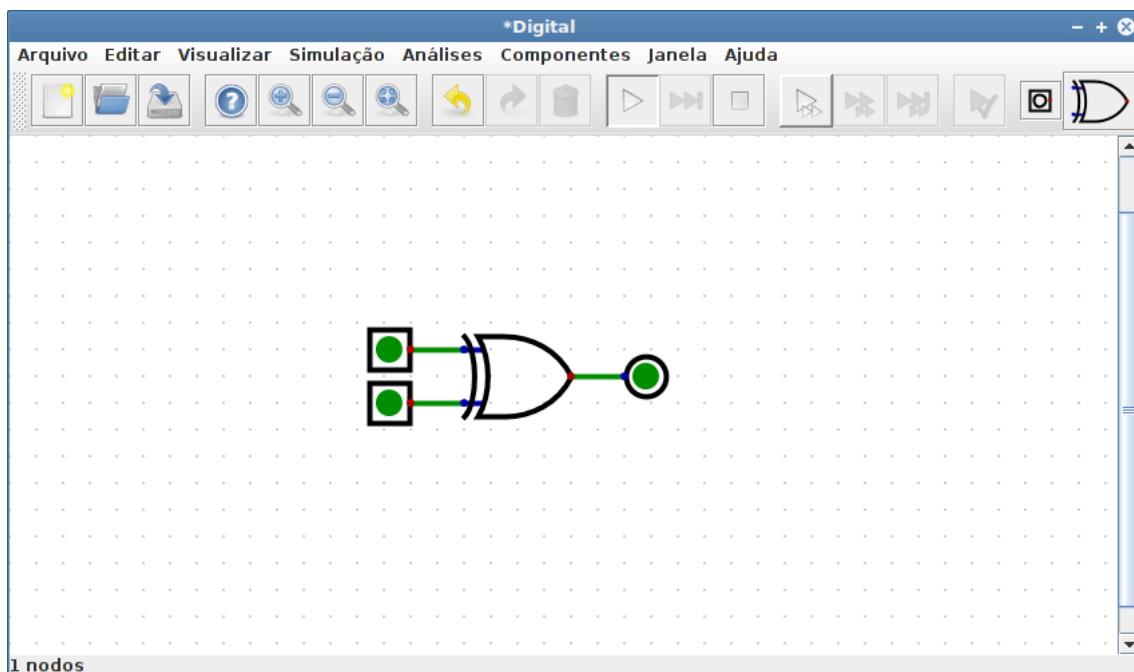 *Digital
Arquivo Editar Visualizar Simulação Análises Componentes Janela Ajuda
1 nodos